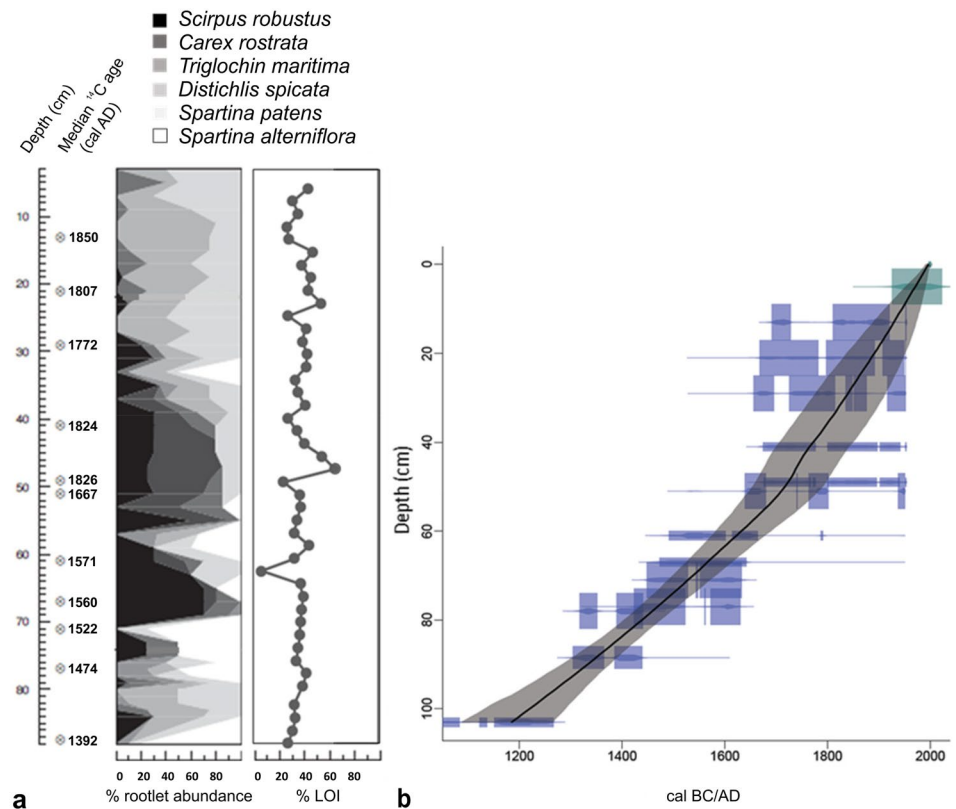 Scirpus robustus
Carex rostrata
Triglochin maritima
Distichlis spicata
Spartina patens
Spartina alterniflora
Depth (cm)
Median ¹⁴C age
(cal AD)
10
20
30
40
50
60
70
80
1850
1807
1772
1824
1826
1667
1571
1560
1522
1474
1392
0 20 40 60 80
% rootlet abundance
0 20 40 60 80
% LOI
a
Depth (cm)
0
20
40
60
80
100
1200 1400 1600 1800 2000
cal BC/AD
b